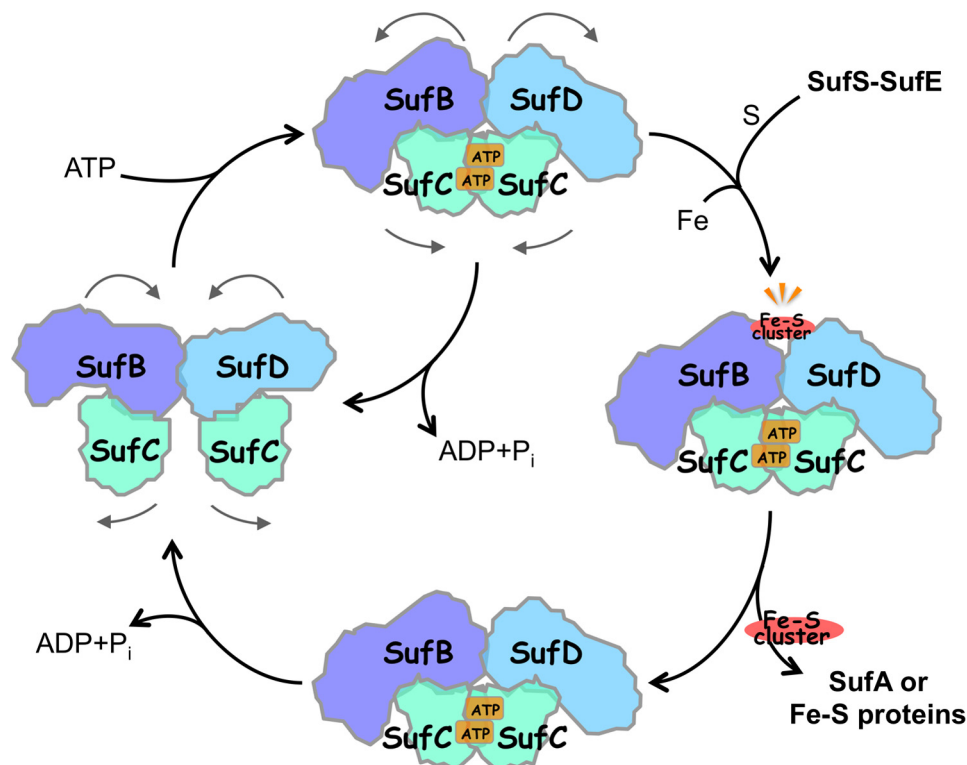 SufB
SufD
ATP
ATP
SufC
SufC
SufS-SufE
S
Fe
ATP
Fe-S
cluster
SufB
SufD
SufC
SufC
ADP+Pi
SufB
SufD
ATP
ATP
SufC
SufC
Fe-S
cluster
SufA or
Fe-S proteins
ADP+Pi
SufB
SufD
ATP
ATP
SufC
SufC